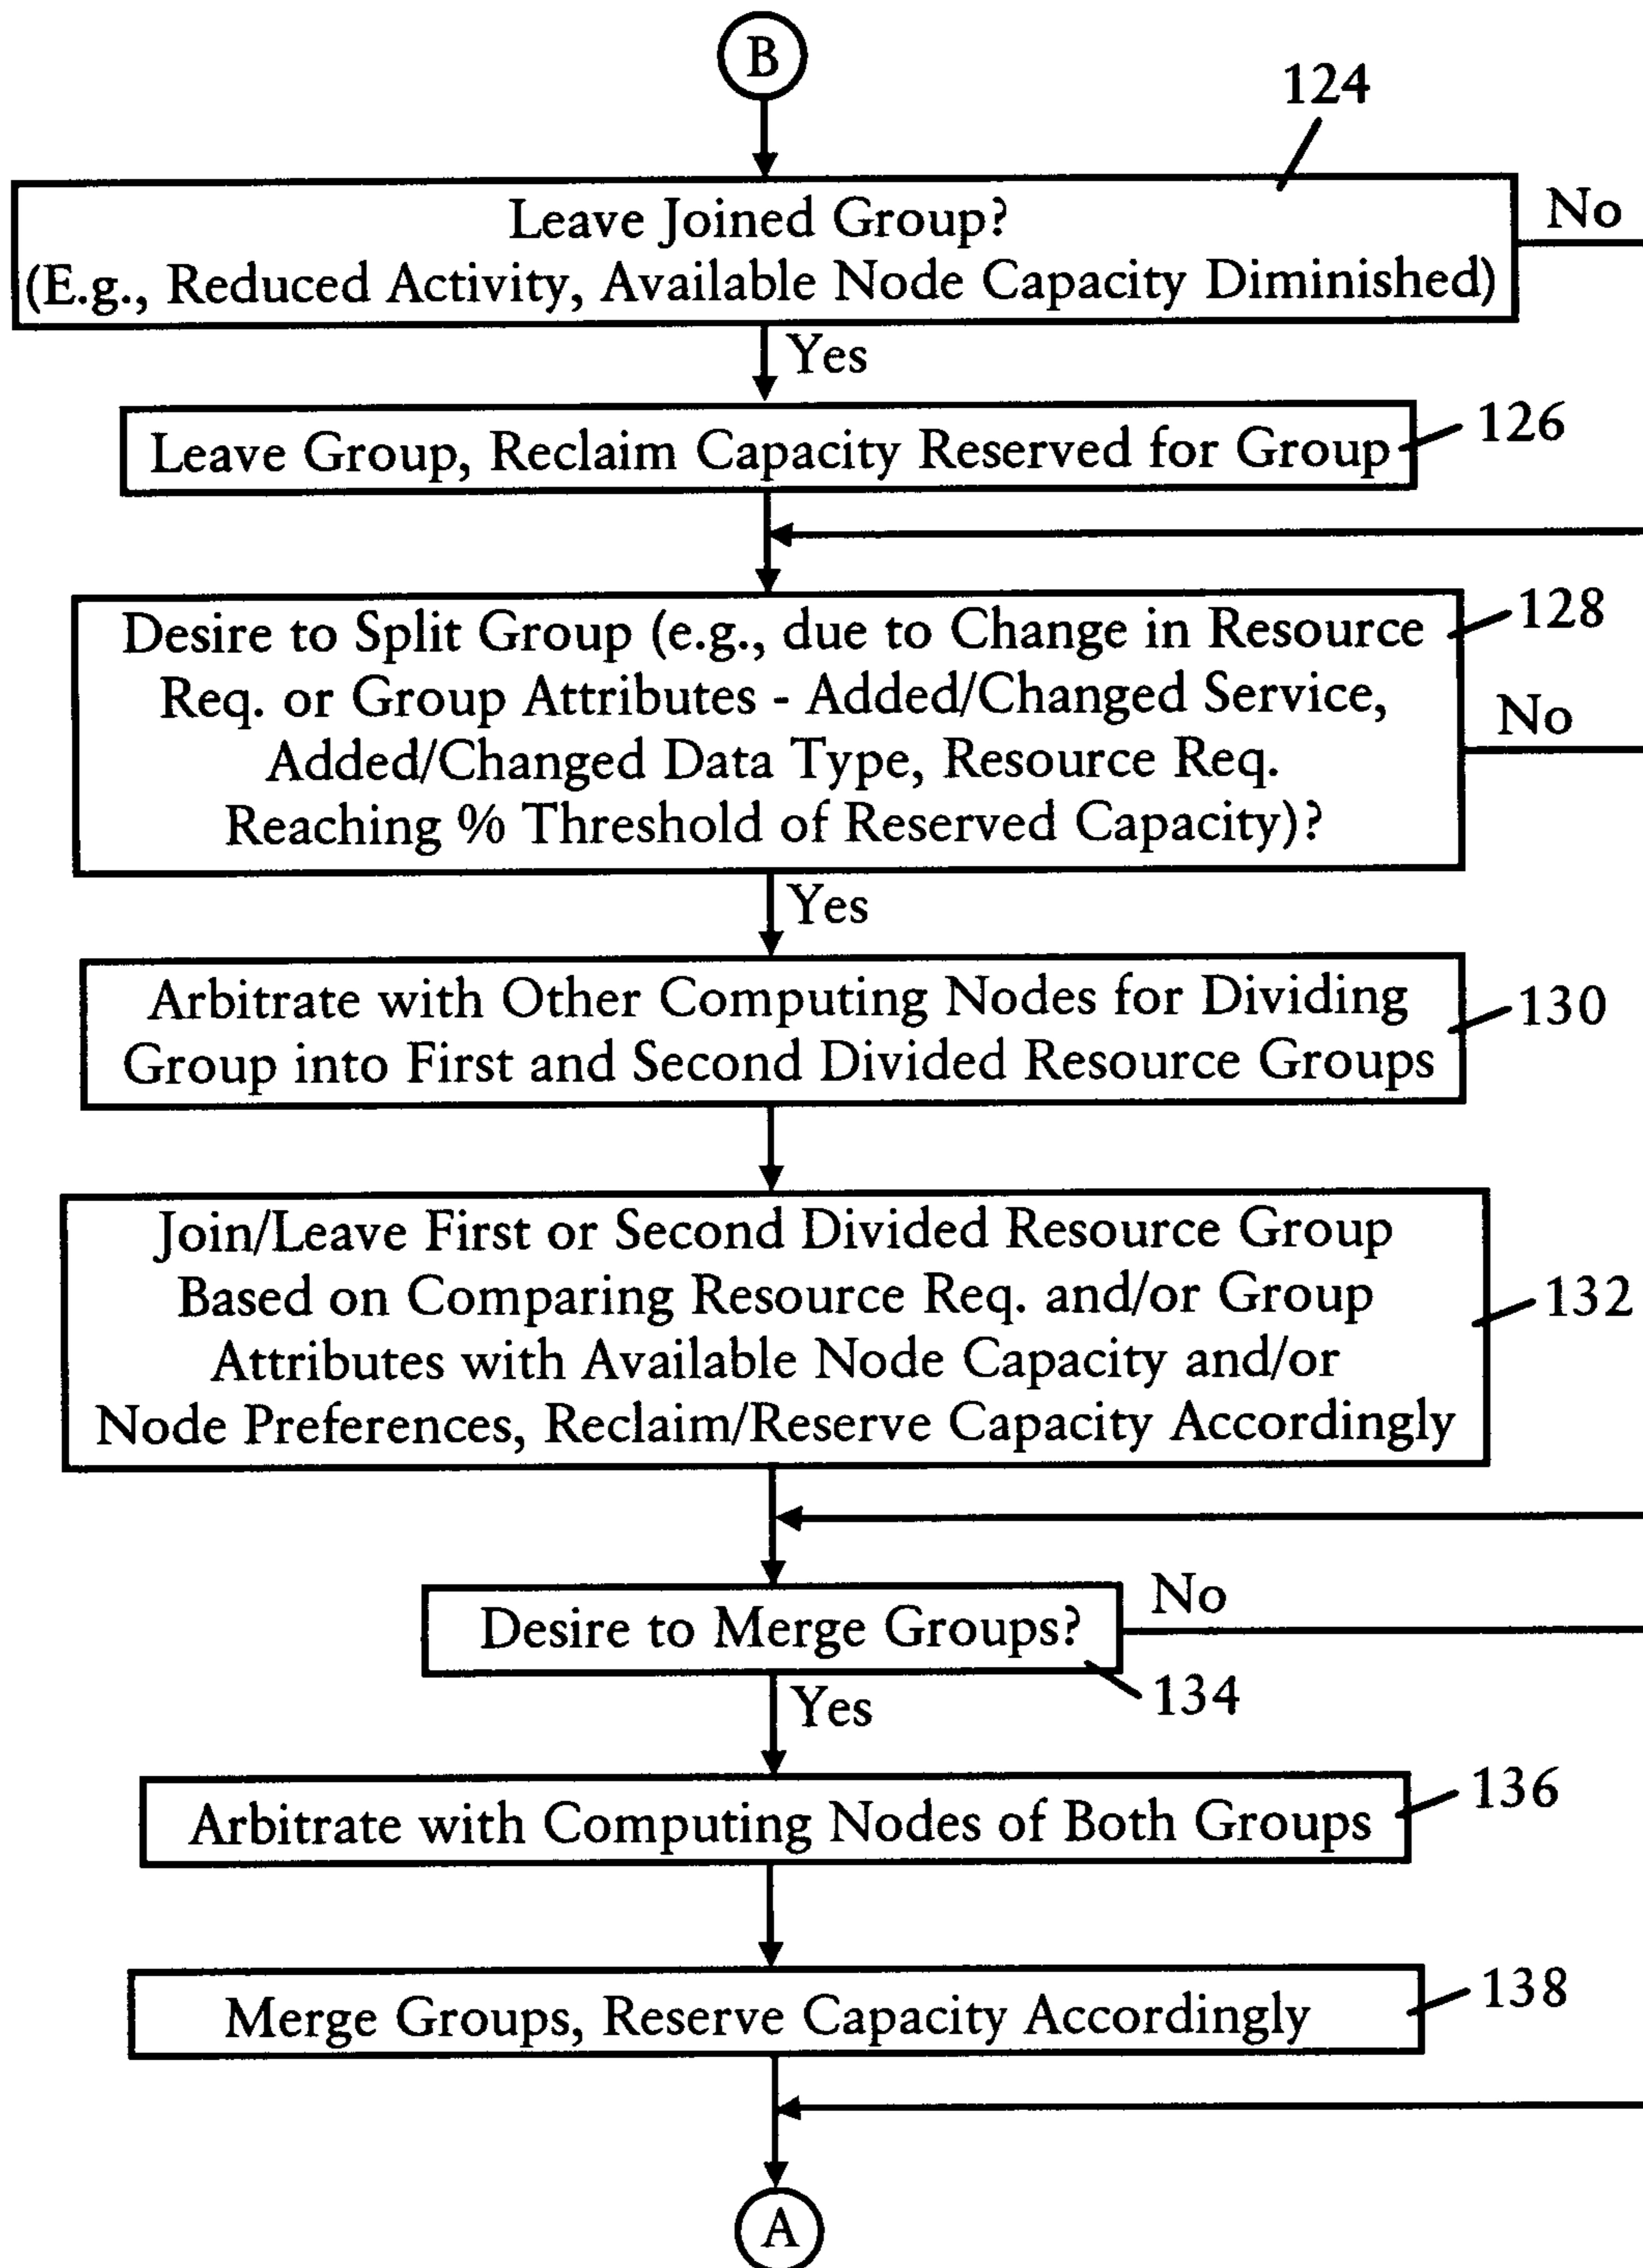 B
124
Leave Joined Group?
No
(E.g., Reduced Activity, Available Node Capacity Diminished)
Yes
Leave Group, Reclaim Capacity Reserved for Group
126
Desire to Split Group (e.g., due to Change in Resource
128
Req. or Group Attributes - Added/Changed Service,
No
Added/Changed Data Type, Resource Req.
Reaching % Threshold of Reserved Capacity)?
Yes
Arbitrate with Other Computing Nodes for Dividing
130
Group into First and Second Divided Resource Groups
Join/Leave First or Second Divided Resource Group
Based on Comparing Resource Req. and/or Group
132
Attributes with Available Node Capacity and/or
Node Preferences, Reclaim/Reserve Capacity Accordingly
Desire to Merge Groups?
No
134
Yes
Arbitrate with Computing Nodes of Both Groups
136
Merge Groups, Reserve Capacity Accordingly
138
A